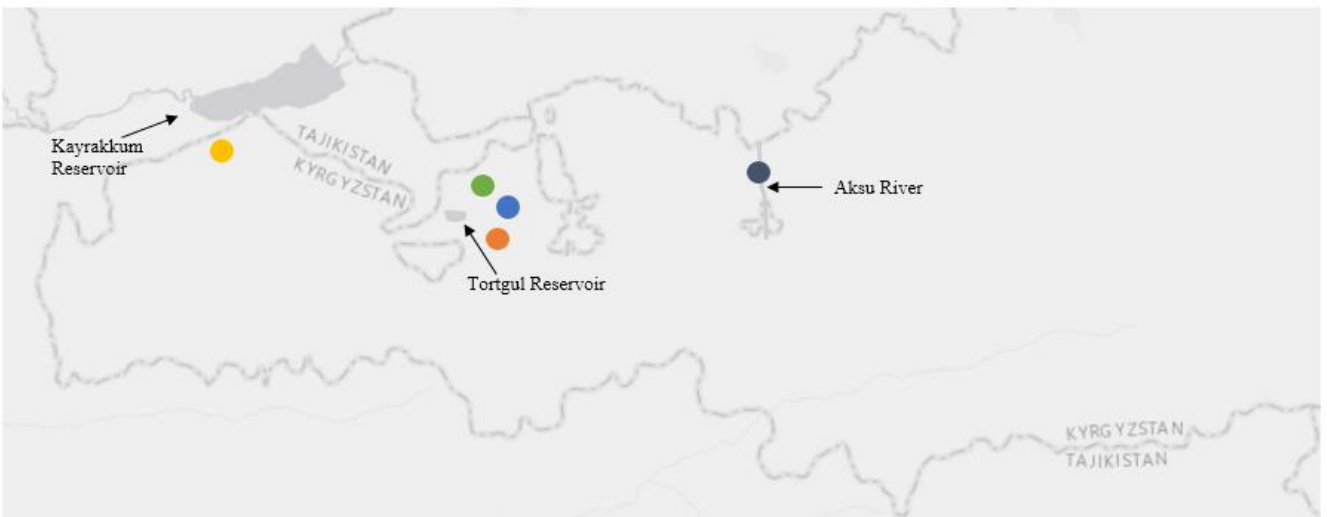 Kayrakkum
Reservoir
TAJIKISTAN
KYRGYZSTAN
Aksu River
Tortgul Reservoir
KYRGYZSTAN
TAJIKISTAN